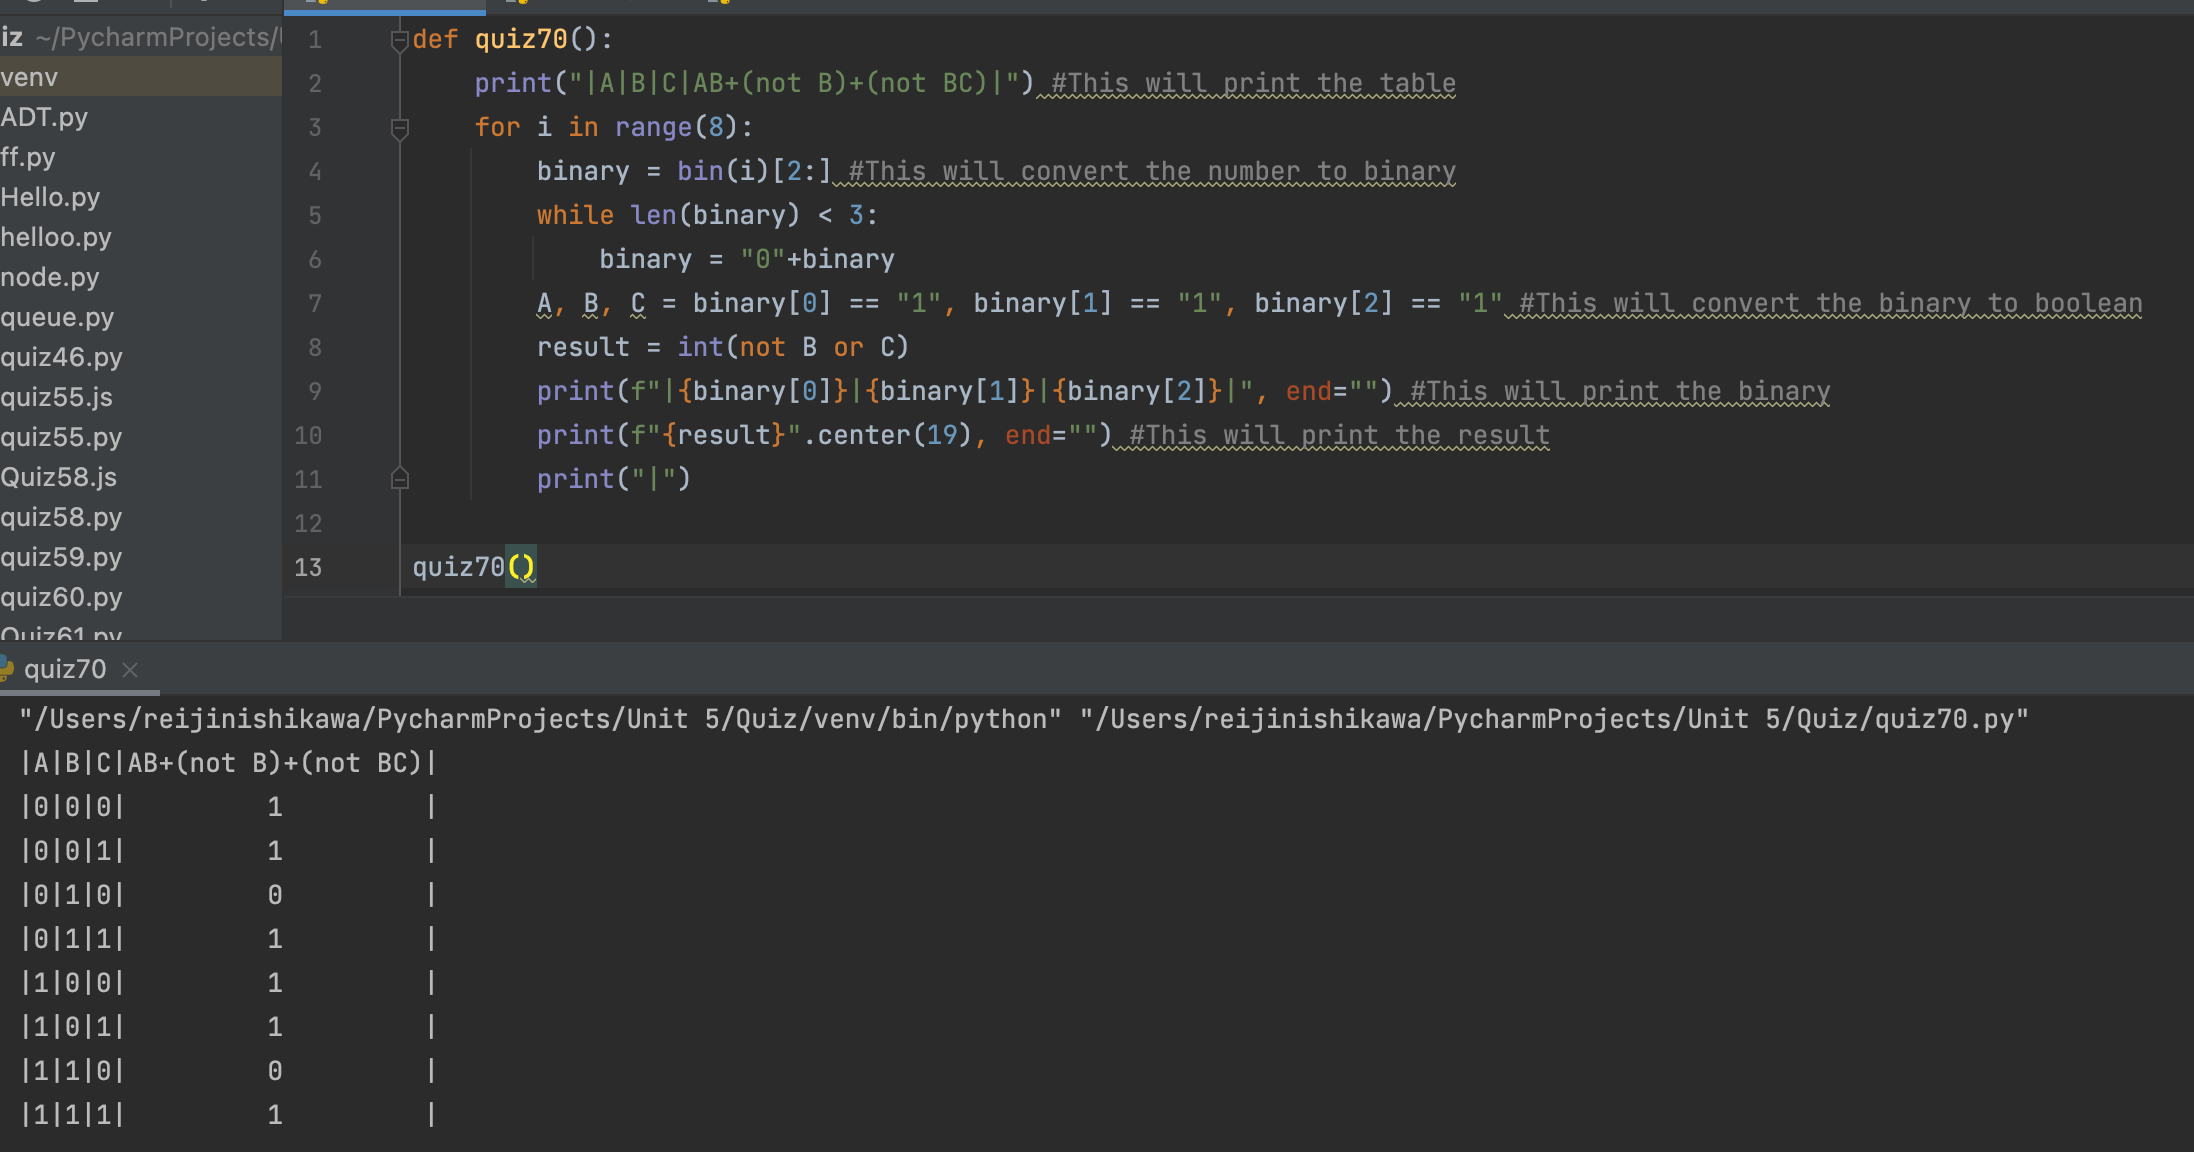 iz ~/PycharmProjects/
venv
ADT.py
ff.py
Hello.py
helloo.py
node.py
queue.py
quiz46.py
quiz55.js
quiz55.py
Quiz58.js
quiz58.py
quiz59.py
quiz60.py
Quiz61.py
1 def quiz70():
2     print("|A|B|C|AB+(not B)+(not BC)|") #This will print the table
3     for i in range(8):
4         binary = bin(i)[2:] #This will convert the number to binary
5         while len(binary) < 3:
6             binary = "0"+binary
7         A, B, C = binary[0] == "1", binary[1] == "1", binary[2] == "1" #This will convert the binary to boolean
8         result = int(not B or C)
9         print(f"|{binary[0]}|{binary[1]}|{binary[2]}|", end="") #This will print the binary
10         print(f"{result}".center(19), end="") #This will print the result
11         print("|")
12
13 quiz70()
quiz70 ×
"/Users/reijinishikawa/PycharmProjects/Unit 5/Quiz/venv/bin/python" "/Users/reijinishikawa/PycharmProjects/Unit 5/Quiz/quiz70.py"
|A|B|C|AB+(not B)+(not BC)|
|0|0|0|         1         |
|0|0|1|         1         |
|0|1|0|         0         |
|0|1|1|         1         |
|1|0|0|         1         |
|1|0|1|         1         |
|1|1|0|         0         |
|1|1|1|         1         |